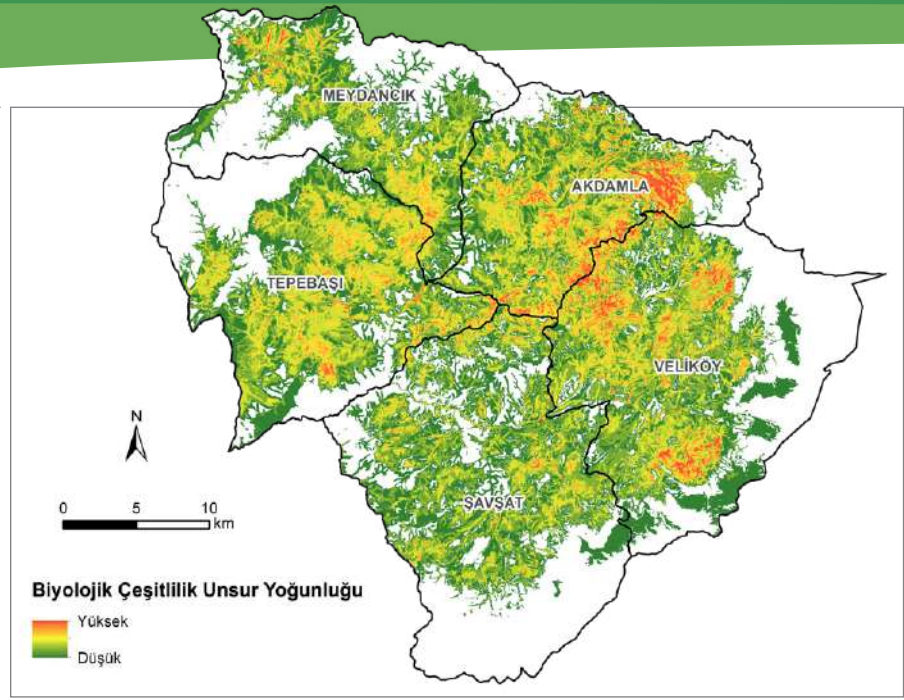 MEYDANCIK
AKDAMLA
TEPEBAŞI
VELİKÖY
ŞAVŞAT
N
0 5 10
km
Biyolojik Çeşitlilik Unsur Yoğunluğu
Yüksek
Düşük